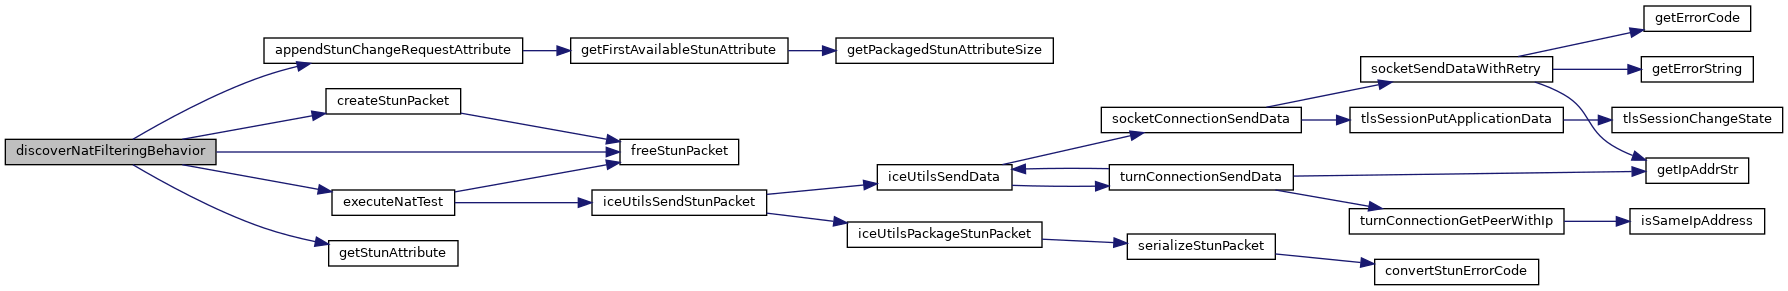 discoverNatFilteringBehavior
appendStunChangeRequestAttribute
getFirstAvailableStunAttribute
getPackagedStunAttributeSize
createStunPacket
freeStunPacket
executeNatTest
iceUtilsSendStunPacket
getStunAttribute
iceUtilsSendData
iceUtilsPackageStunPacket
socketConnectionSendData
turnConnectionSendData
serializeStunPacket
socketSendDataWithRetry
tlsSessionPutApplicationData
turnConnectionGetPeerWithIp
convertStunErrorCode
getErrorCode
getErrorString
tlsSessionChangeState
getIpAddrStr
isSameIpAddress